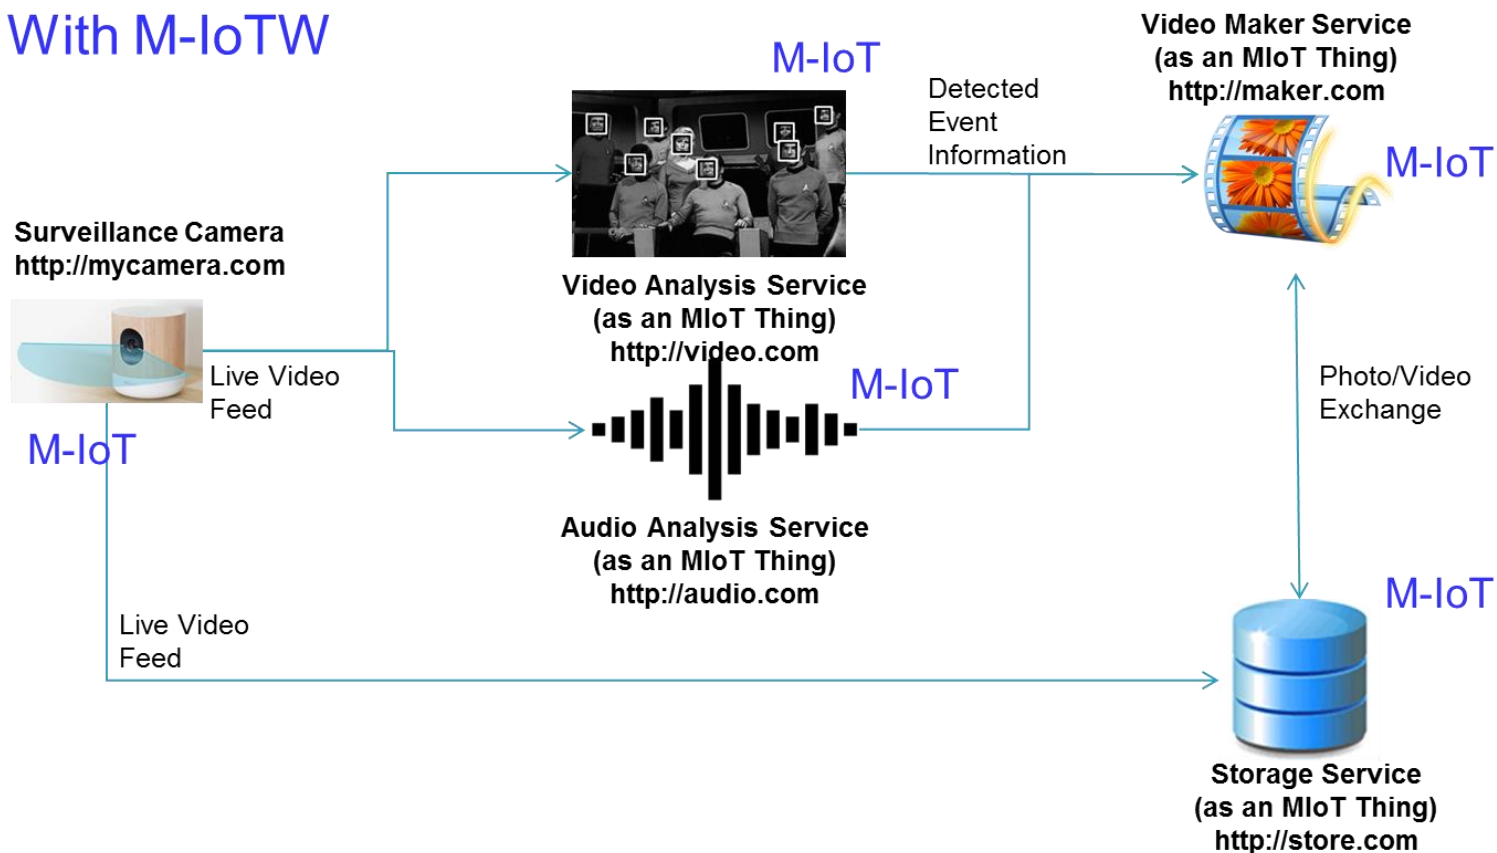 With M-IoTW
M-IoT
Video Maker Service
(as an MIoT Thing)
http://maker.com
Detected
Event
Information
M-IoT
Surveillance Camera
http://mycamera.com
Video Analysis Service
(as an MIoT Thing)
http://video.com
Live Video
Feed
M-IoT
Photo/Video
Exchange
M-IoT
Audio Analysis Service
(as an MIoT Thing)
http://audio.com
M-IoT
Live Video
Feed
Storage Service
(as an MIoT Thing)
http://store.com